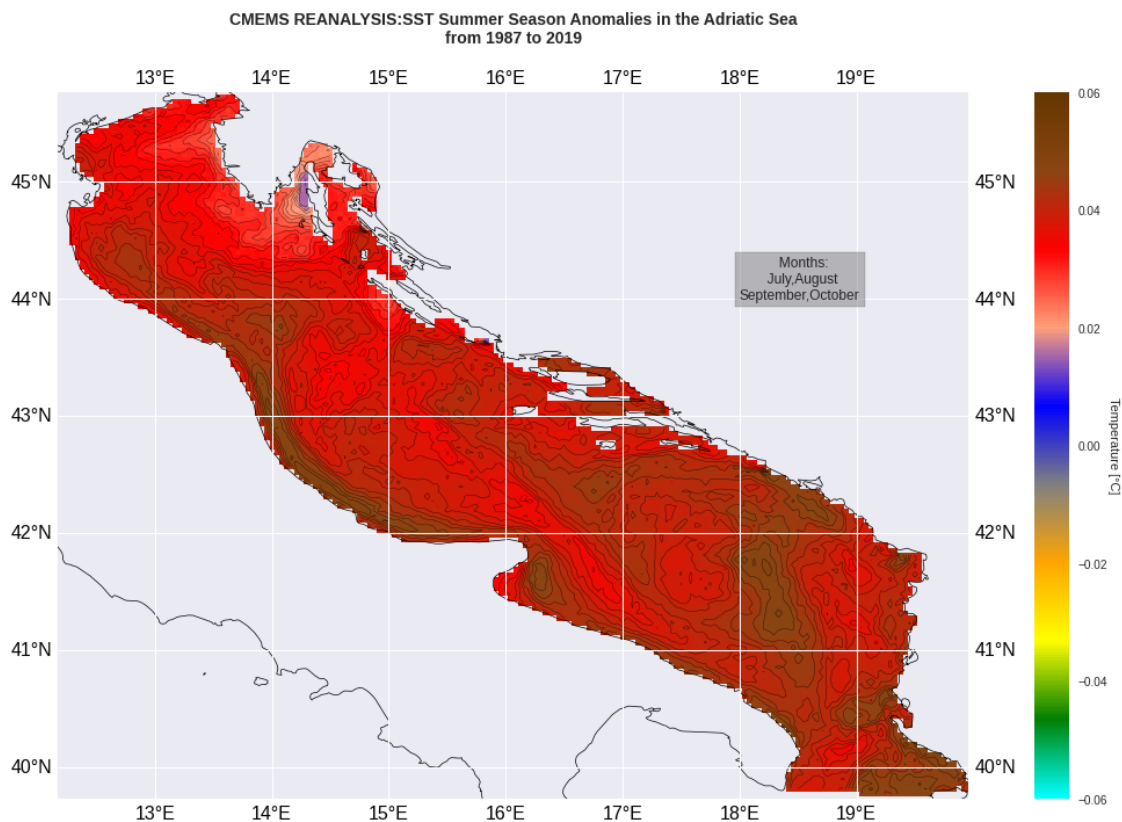 CMEMS REANALYSIS:SST Summer Season Anomalies in the Adriatic Sea
from 1987 to 2019
13°E 14°E 15°E 16°E 17°E 18°E 19°E
0.06
45°N 45°N
0.04
Months:
July,August
September,October
44°N 44°N
0.02
43°N 43°N
Temperature [°C]
0.00
42°N 42°N
−0.02
41°N 41°N
−0.04
40°N 40°N
−0.06
13°E 14°E 15°E 16°E 17°E 18°E 19°E